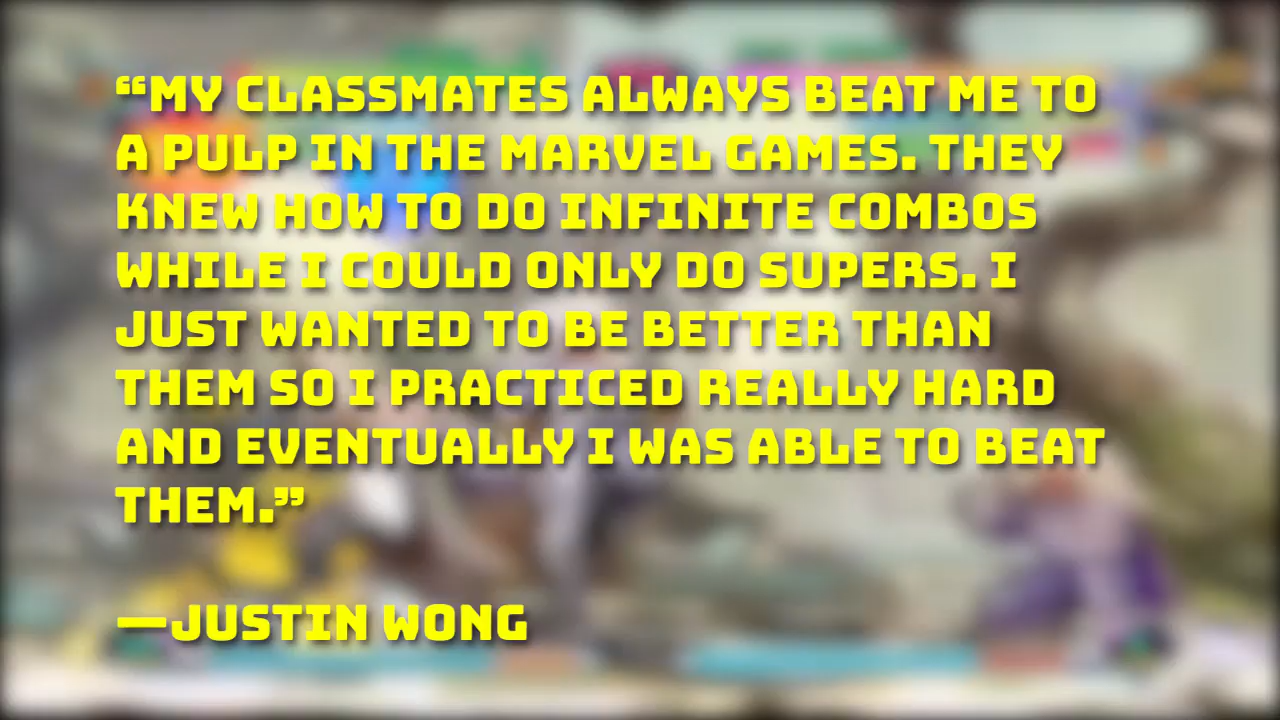 “MY CLASSMATES ALWAYS BEAT ME TO
A PULP IN THE MARVEL GAMES. THEY
KNEW HOW TO DO INFINITE COMBOS
WHILE I COULD ONLY DO SUPERS. I
JUST WANTED TO BE BETTER THAN
THEM SO I PRACTICED REALLY HARD
AND EVENTUALLY I WAS ABLE TO BEAT
THEM.”
—JUSTIN WONG